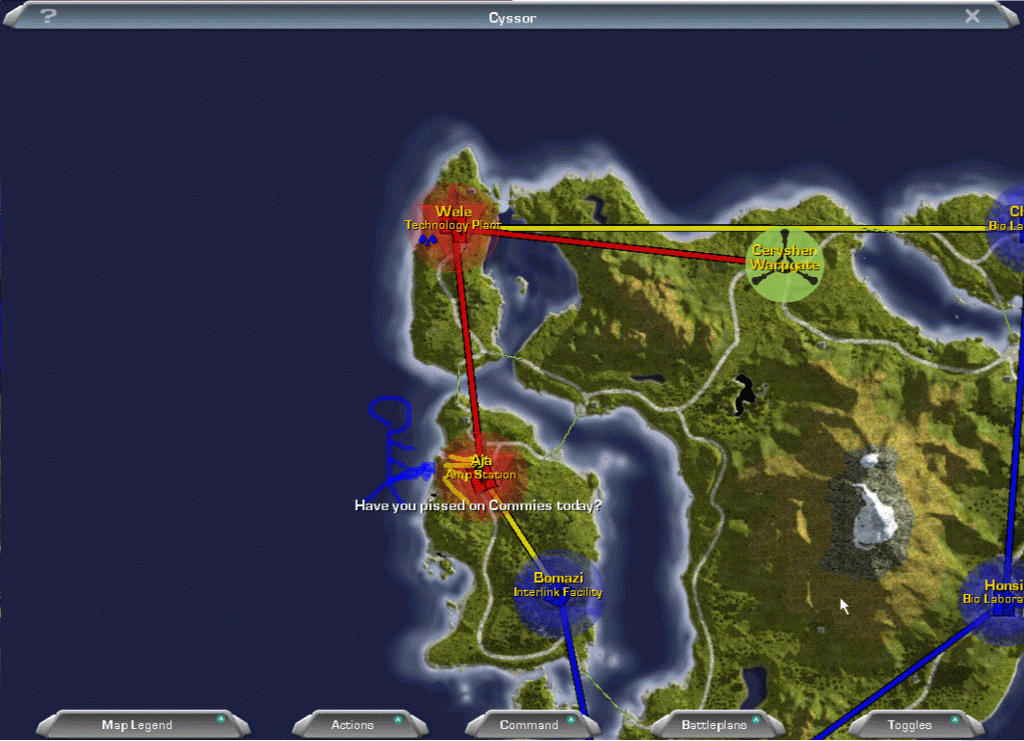 ?
Cyssor
Wele
Technology Plant
Cerysher
Warpgate
Aja
Amp Station
Have you pissed on Commies today?
Bomazi
Interlink Facility
Map Legend
Actions
Command
Battleplans
Toggles